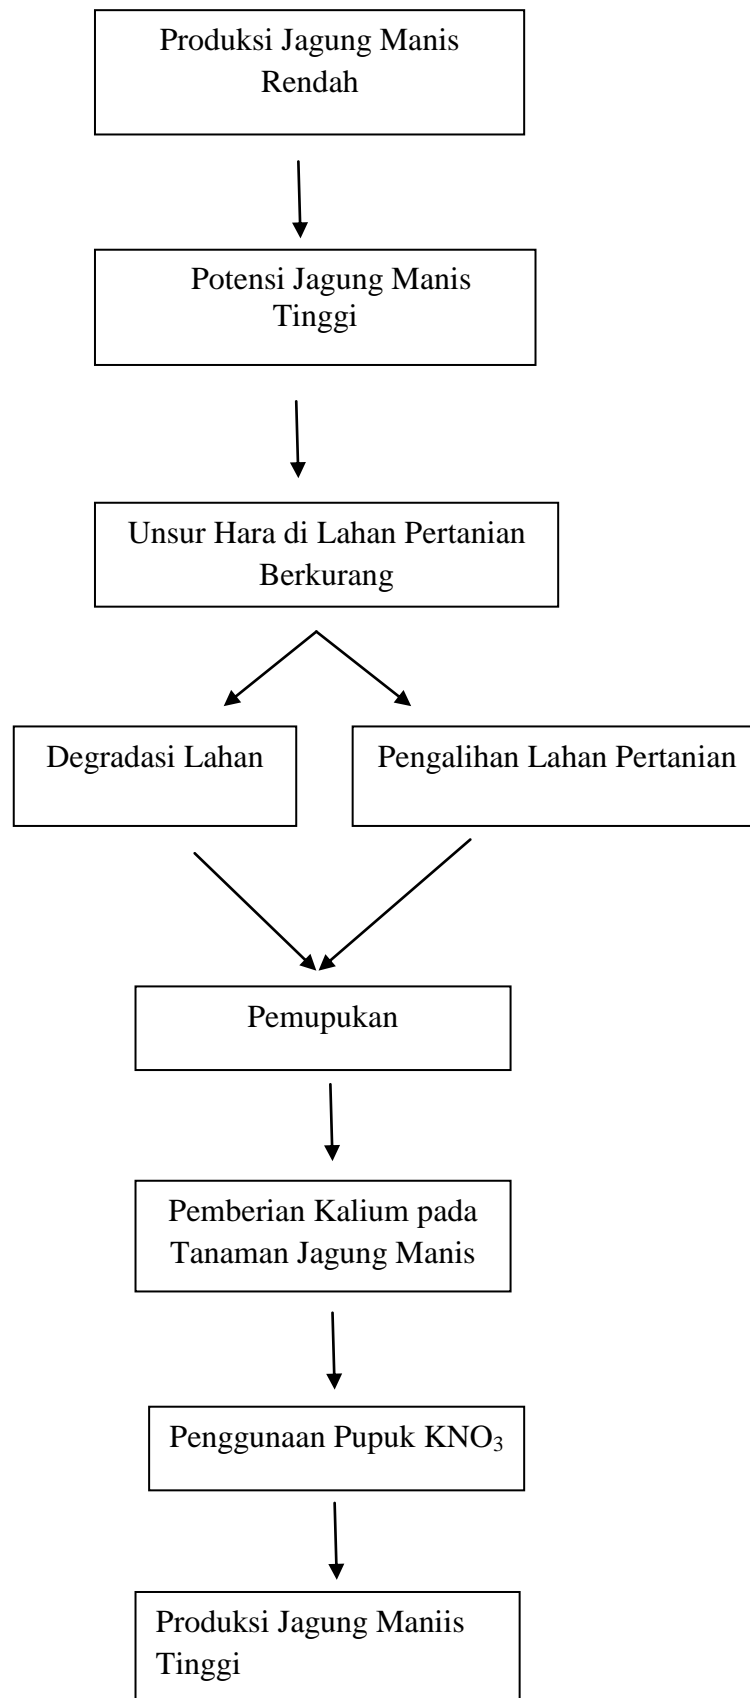 Produksi Jagung Manis
Rendah
Potensi Jagung Manis
Tinggi
Unsur Hara di Lahan Pertanian
Berkurang
Degradasi Lahan
Pengalihan Lahan Pertanian
Pemupukan
Pemberian Kalium pada
Tanaman Jagung Manis
Penggunaan Pupuk KNO₃
Produksi Jagung Maniis
Tinggi